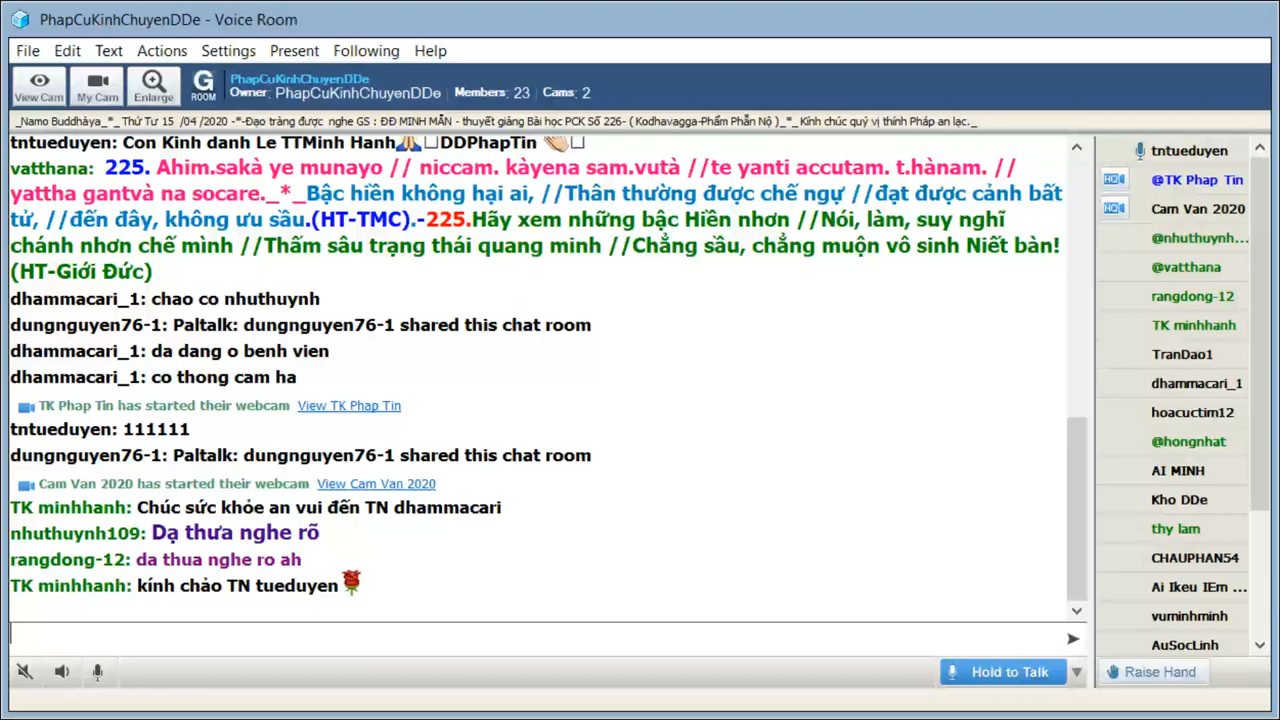 PhapCuKinhChuyenDDe - Voice Room
File Edit Text Actions Settings Present Following Help
View Cam My Cam Enlarge G ROOM
PhapCuKinhChuyenDDe
Owner: PhapCuKinhChuyenDDe Members: 23 Cams: 2
_Namo Buddhàya_*_ Thứ Tư 15 /04 /2020 -*-Đạo tràng được nghe GS : ĐĐ MINH MẪN - thuyết giảng Bài học PCK Số 226- ( Kodhavagga-Phẩm Phẫn Nộ )_*_ Kính chúc quý vị thính Pháp an lạc._
tntueduyen: Con Kinh danh Le TTMinh Hanh🙏□DDPhapTin 👏□
vatthana: 225. Ahim.sakà ye munayo // niccam. kàyena sam.vutà //te yanti accutam. t.hànam. //
yattha gantvà na socare._*_Bậc hiền không hại ai, //Thân thường được chế ngự //đạt được cảnh bất
tử, //đến đây, không ưu sầu.(HT-TMC).-225.Hãy xem những bậc Hiền nhơn //Nói, làm, suy nghĩ
chánh nhơn chế mình //Thấm sâu trạng thái quang minh //Chẳng sầu, chẳng muộn vô sinh Niết bàn!
(HT-Giới Đức)
dhammacari_1: chao co nhuthuynh
dungnguyen76-1: Paltalk: dungnguyen76-1 shared this chat room
dhammacari_1: da dang o benh vien
dhammacari_1: co thong cam ha
TK Phap Tin has started their webcam View TK Phap Tin
tntueduyen: 111111
dungnguyen76-1: Paltalk: dungnguyen76-1 shared this chat room
Cam Van 2020 has started their webcam View Cam Van 2020
TK minhhanh: Chúc sức khỏe an vui đến TN dhammacari
nhuthuynh109: Dạ thưa nghe rõ
rangdong-12: da thua nghe ro ah
TK minhhanh: kính chảo TN tueduyen🌹
Hold to Talk
tntueduyen
HQ @TK Phap Tin
HQ Cam Van 2020
@nhuthuynh...
@vatthana
rangdong-12
TK minhhanh
TranDao1
dhammacari_1
hoacuctim12
@hongnhat
AI MINH
Kho DDe
thy lam
CHAUPHAN54
Ai Ikeu IEm ...
vuminhminh
AuSocLinh
Raise Hand